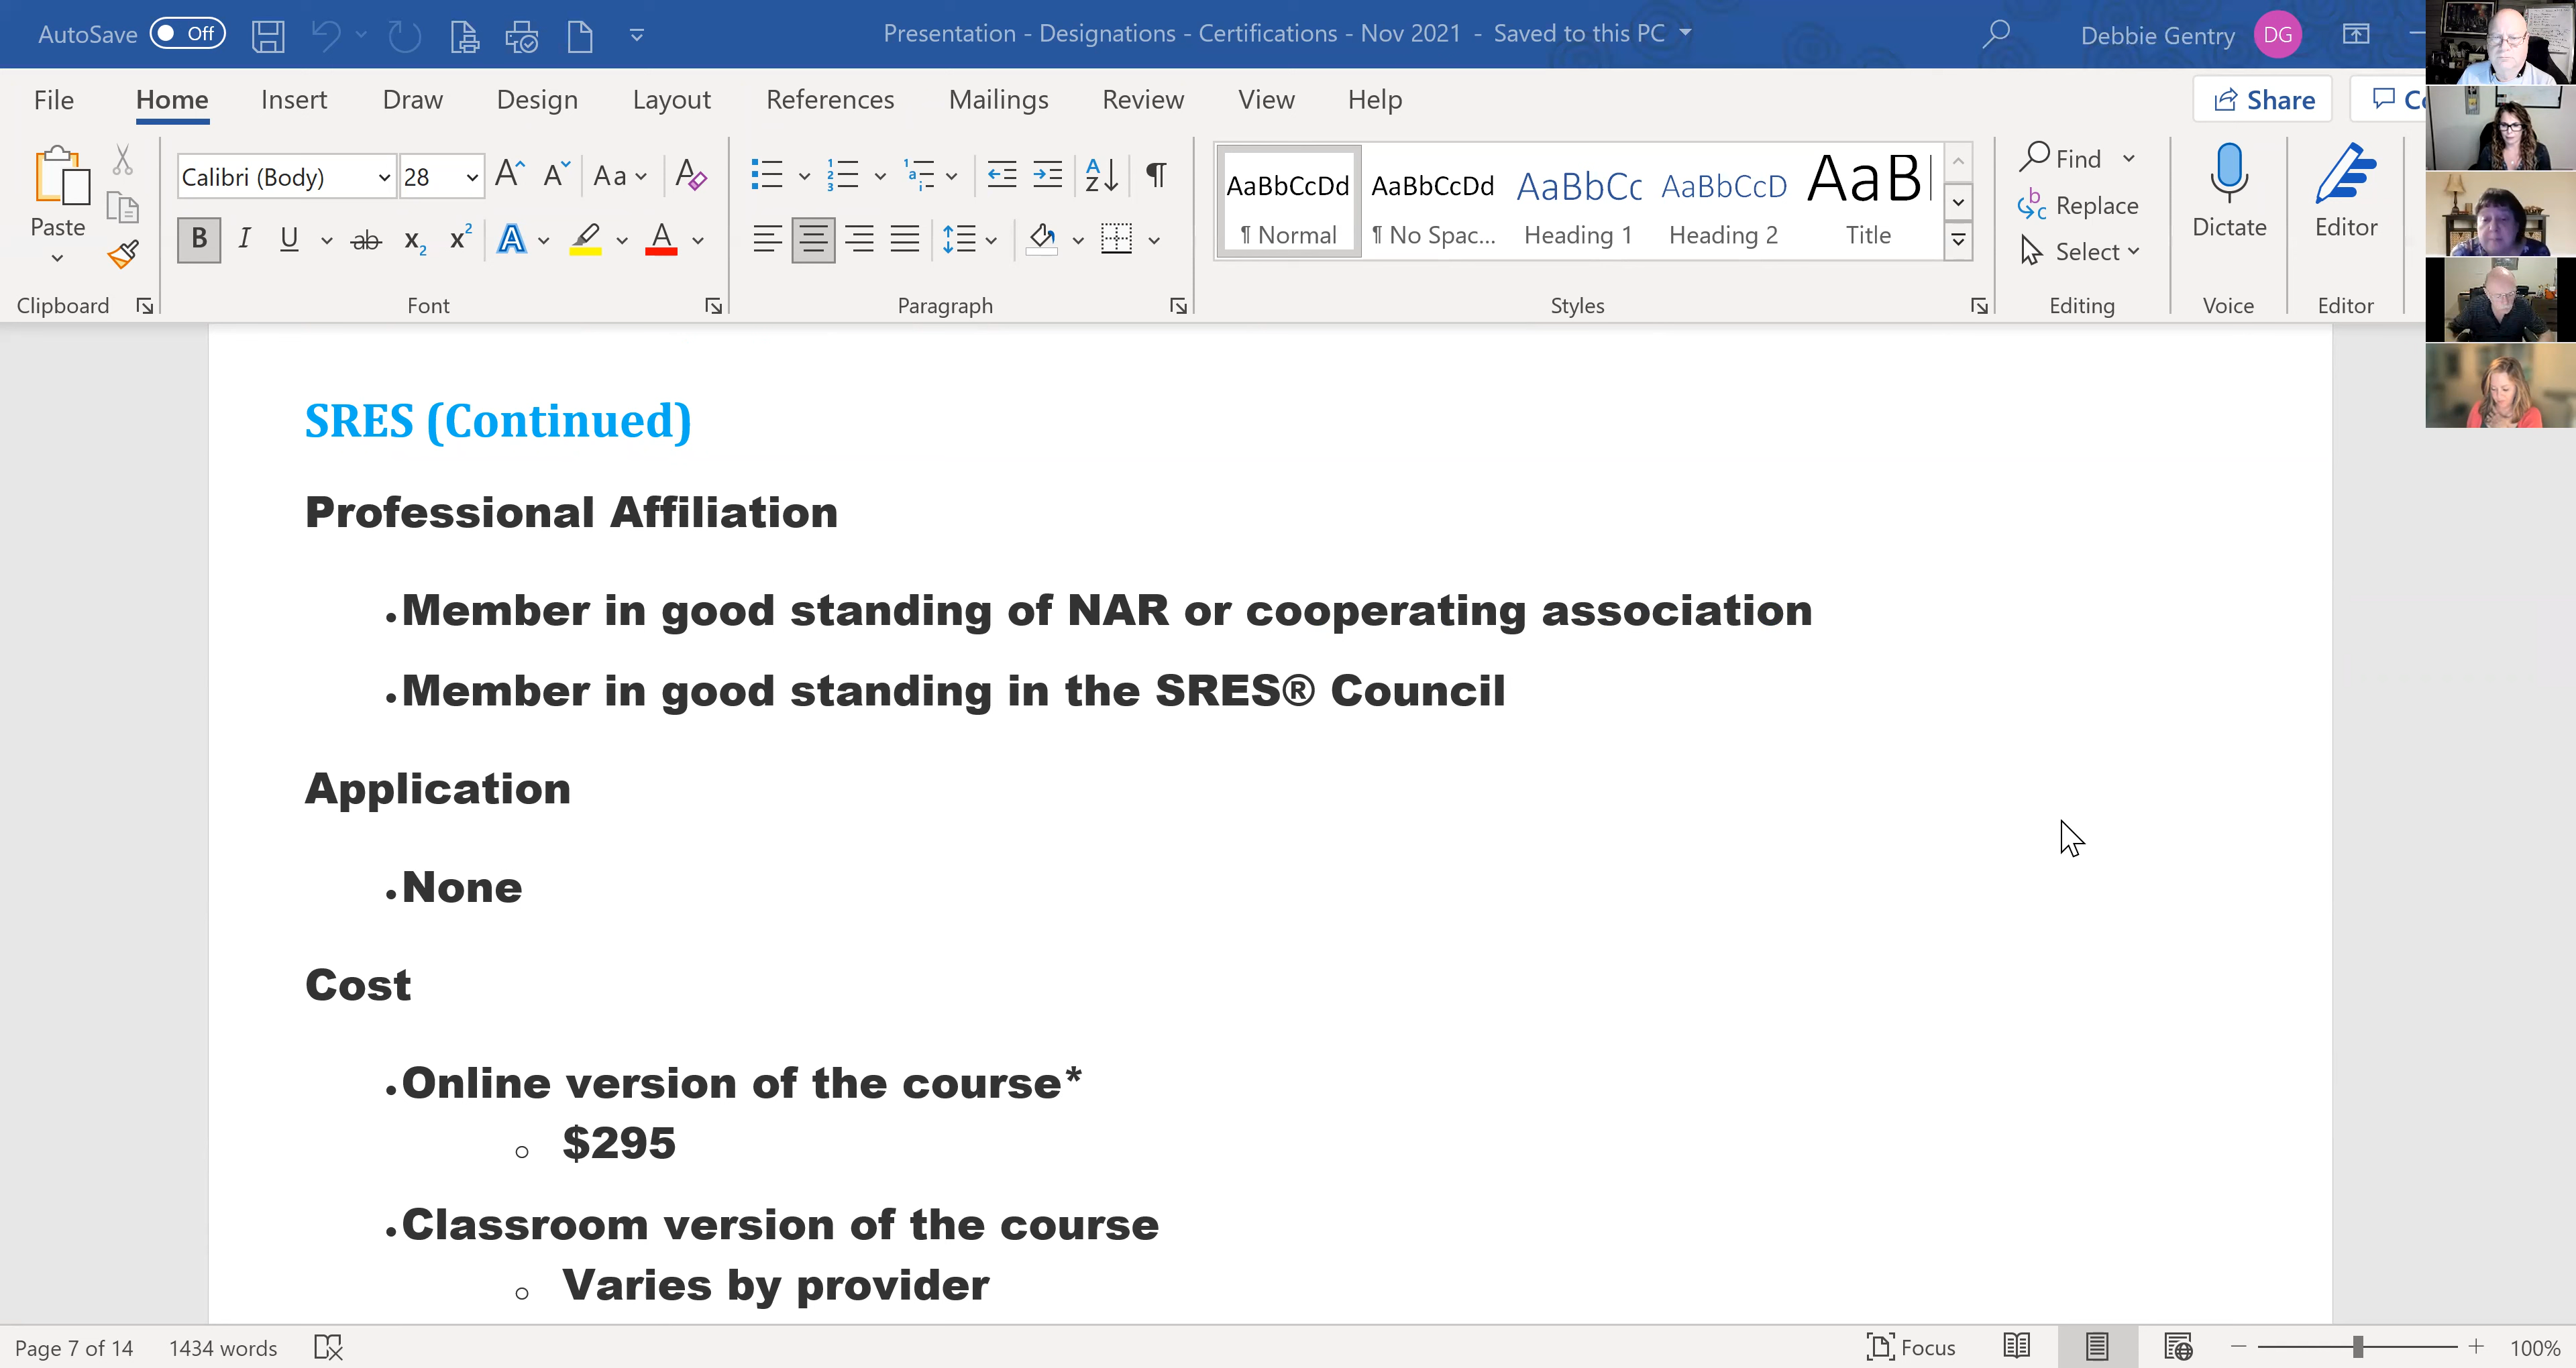 AutoSave Off Presentation - Designations - Certifications - Nov 2021 - Saved to this PC Debbie Gentry DG
File Home Insert Draw Design Layout References Mailings Review View Help Share
Paste
Calibri (Body) 28 Aa
B I U ab x2 x2 A A
AaBbCcDd AaBbCcDd AaBbCc AaBbCcD AaB
¶ Normal ¶ No Spac... Heading 1 Heading 2 Title
Find
Replace
Select
Dictate Editor
Clipboard Font Paragraph Styles Editing Voice Editor
SRES (Continued)
Professional Affiliation
•Member in good standing of NAR or cooperating association
•Member in good standing in the SRES® Council
Application
•None
Cost
•Online version of the course*
○ $295
•Classroom version of the course
○ Varies by provider
Page 7 of 14 1434 words Focus 100%